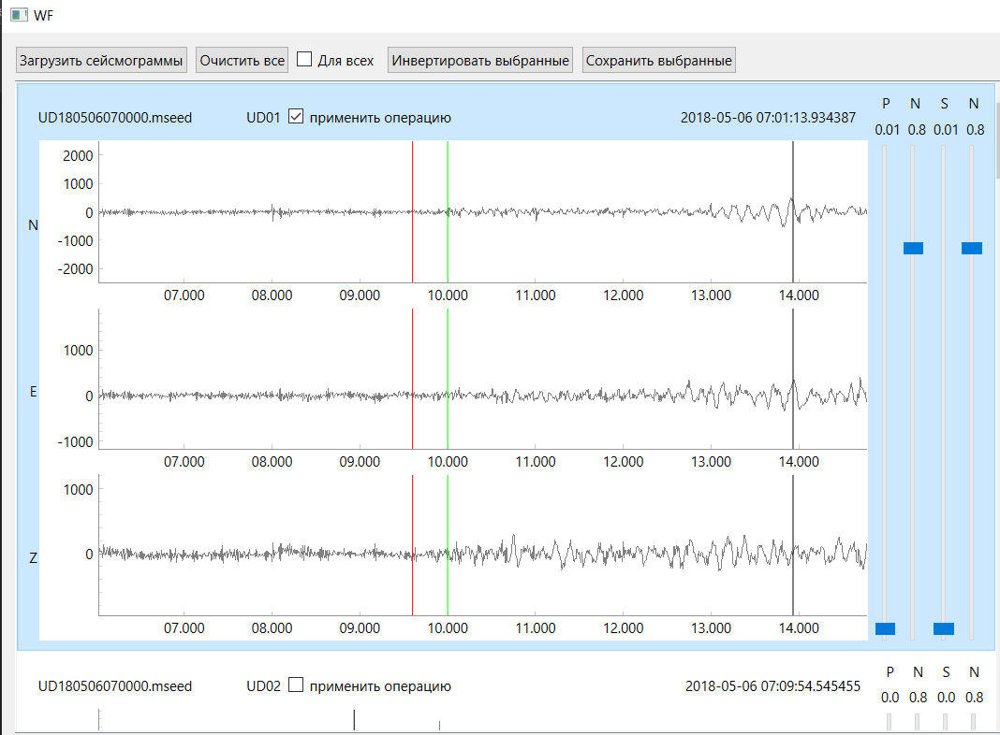 WF
Загрузить сейсмограммы Очистить все Для всех Инвертировать выбранные Сохранить выбранные
P N S N
UD180506070000.mseed UD01 применить операцию 2018-05-06 07:01:13.934387
0.01 0.8 0.01 0.8
N
2000
1000
0
-1000
-2000
07.000 08.000 09.000 10.000 11.000 12.000 13.000 14.000
E
1000
0
-1000
07.000 08.000 09.000 10.000 11.000 12.000 13.000 14.000
Z
1000
0
07.000 08.000 09.000 10.000 11.000 12.000 13.000 14.000
P N S N
UD180506070000.mseed UD02 применить операцию 2018-05-06 07:09:54.545455
0.0 0.8 0.0 0.8